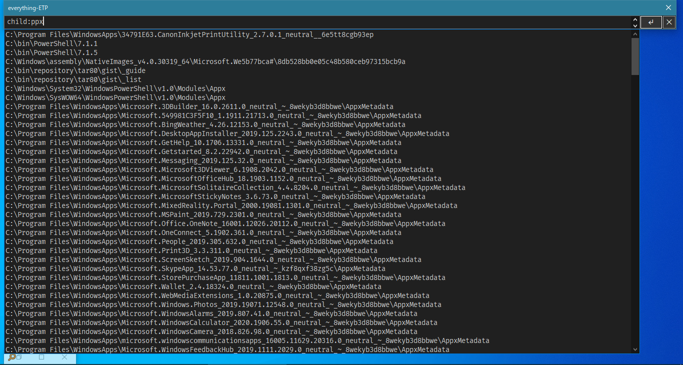 everything-ETP
child:ppx
C:\Program Files\WindowsApps\34791E63.CanonInkjetPrintUtility_2.7.0.1_neutral__6e5tt8cgb93ep
C:\bin\PowerShell\7.1.1
C:\bin\PowerShell\7.1.5
C:\Windows\assembly\NativeImages_v4.0.30319_64\Microsoft.We5b77bca#\8db528bb0e05c48b580ceb97315bcb9a
C:\bin\repository\tar80\gist\_guide
C:\bin\repository\tar80\gist\_list
C:\Windows\System32\WindowsPowerShell\v1.0\Modules\Appx
C:\Windows\SysWOW64\WindowsPowerShell\v1.0\Modules\Appx
C:\Program Files\WindowsApps\Microsoft.3DBuilder_16.0.2611.0_neutral_~_8wekyb3d8bbwe\AppxMetadata
C:\Program Files\WindowsApps\Microsoft.549981C3F5F10_1.1911.21713.0_neutral_~_8wekyb3d8bbwe\AppxMetadata
C:\Program Files\WindowsApps\Microsoft.BingWeather_4.26.12153.0_neutral_~_8wekyb3d8bbwe\AppxMetadata
C:\Program Files\WindowsApps\Microsoft.DesktopAppInstaller_2019.125.2243.0_neutral_~_8wekyb3d8bbwe\AppxMetadata
C:\Program Files\WindowsApps\Microsoft.GetHelp_10.1706.13331.0_neutral_~_8wekyb3d8bbwe\AppxMetadata
C:\Program Files\WindowsApps\Microsoft.Getstarted_8.2.22942.0_neutral_~_8wekyb3d8bbwe\AppxMetadata
C:\Program Files\WindowsApps\Microsoft.Messaging_2019.125.32.0_neutral_~_8wekyb3d8bbwe\AppxMetadata
C:\Program Files\WindowsApps\Microsoft.Microsoft3DViewer_6.1908.2042.0_neutral_~_8wekyb3d8bbwe\AppxMetadata
C:\Program Files\WindowsApps\Microsoft.MicrosoftOfficeHub_18.1903.1152.0_neutral_~_8wekyb3d8bbwe\AppxMetadata
C:\Program Files\WindowsApps\Microsoft.MicrosoftSolitaireCollection_4.4.8204.0_neutral_~_8wekyb3d8bbwe\AppxMetadata
C:\Program Files\WindowsApps\Microsoft.MicrosoftStickyNotes_3.6.73.0_neutral_~_8wekyb3d8bbwe\AppxMetadata
C:\Program Files\WindowsApps\Microsoft.MixedReality.Portal_2000.19081.1301.0_neutral_~_8wekyb3d8bbwe\AppxMetadata
C:\Program Files\WindowsApps\Microsoft.MSPaint_2019.729.2301.0_neutral_~_8wekyb3d8bbwe\AppxMetadata
C:\Program Files\WindowsApps\Microsoft.Office.OneNote_16001.12026.20112.0_neutral_~_8wekyb3d8bbwe\AppxMetadata
C:\Program Files\WindowsApps\Microsoft.OneConnect_5.1902.361.0_neutral_~_8wekyb3d8bbwe\AppxMetadata
C:\Program Files\WindowsApps\Microsoft.People_2019.305.632.0_neutral_~_8wekyb3d8bbwe\AppxMetadata
C:\Program Files\WindowsApps\Microsoft.Print3D_3.3.311.0_neutral_~_8wekyb3d8bbwe\AppxMetadata
C:\Program Files\WindowsApps\Microsoft.ScreenSketch_2019.904.1644.0_neutral_~_8wekyb3d8bbwe\AppxMetadata
C:\Program Files\WindowsApps\Microsoft.SkypeApp_14.53.77.0_neutral_~_kzf8qxf38zg5c\AppxMetadata
C:\Program Files\WindowsApps\Microsoft.StorePurchaseApp_11811.1001.1813.0_neutral_~_8wekyb3d8bbwe\AppxMetadata
C:\Program Files\WindowsApps\Microsoft.Wallet_2.4.18324.0_neutral_~_8wekyb3d8bbwe\AppxMetadata
C:\Program Files\WindowsApps\Microsoft.WebMediaExtensions_1.0.20875.0_neutral_~_8wekyb3d8bbwe\AppxMetadata
C:\Program Files\WindowsApps\Microsoft.Windows.Photos_2019.19071.12548.0_neutral_~_8wekyb3d8bbwe\AppxMetadata
C:\Program Files\WindowsApps\Microsoft.WindowsAlarms_2019.807.41.0_neutral_~_8wekyb3d8bbwe\AppxMetadata
C:\Program Files\WindowsApps\Microsoft.WindowsCalculator_2020.1906.55.0_neutral_~_8wekyb3d8bbwe\AppxMetadata
C:\Program Files\WindowsApps\Microsoft.WindowsCamera_2018.826.98.0_neutral_~_8wekyb3d8bbwe\AppxMetadata
C:\Program Files\WindowsApps\microsoft.windowscommunicationsapps_16005.11629.20316.0_neutral_~_8wekyb3d8bbwe\AppxMetadata
C:\Program Files\WindowsApps\Microsoft.WindowsFeedbackHub_2019.1111.2029.0_neutral_~_8wekyb3d8bbwe\AppxMetadata